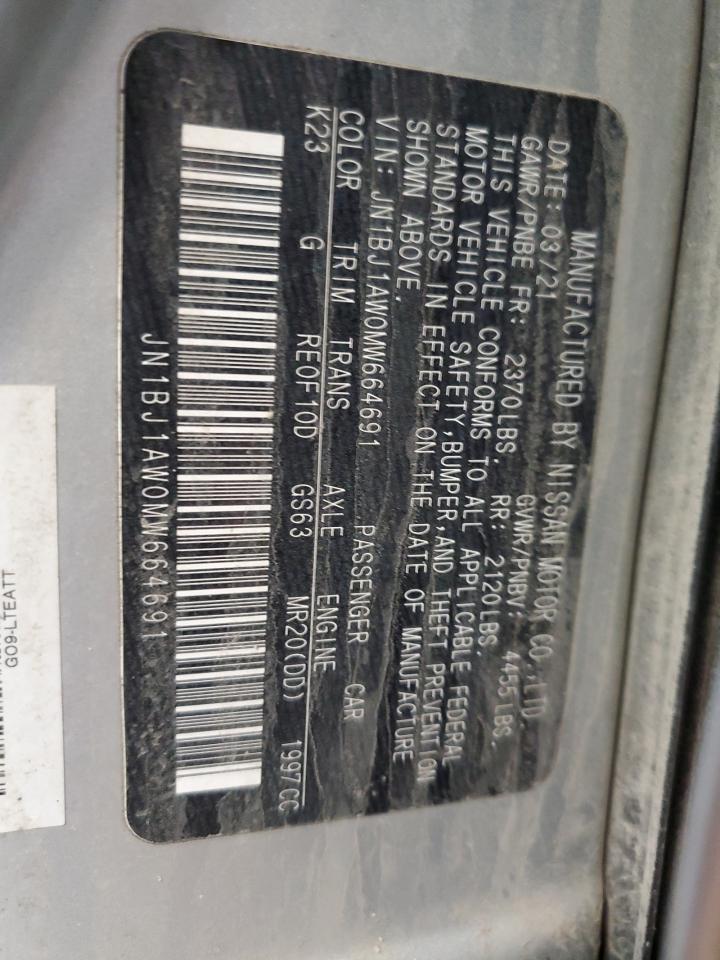 MANUFACTURED BY NISSAN MOTOR CO.,LTD.
DATE: 03/21 GVWR/PNBV: 4455LBS.
GAWR/PNBE FR: 2370LBS. RR: 2120LBS.
THIS VEHICLE CONFORMS TO ALL APPLICABLE FEDERAL
MOTOR VEHICLE SAFETY,BUMPER,AND THEFT PREVENTION
STANDARDS IN EFFECT ON THE DATE OF MANUFACTURE
SHOWN ABOVE.
VIN: JN1BJ1AW0MW664691 PASSENGER CAR
COLOR TRIM TRANS AXLE ENGINE
K23 G RE0F10D GS63 MR20(DD) 1997CC
JN1BJ1AW0MW664691
GO9-LTEATT